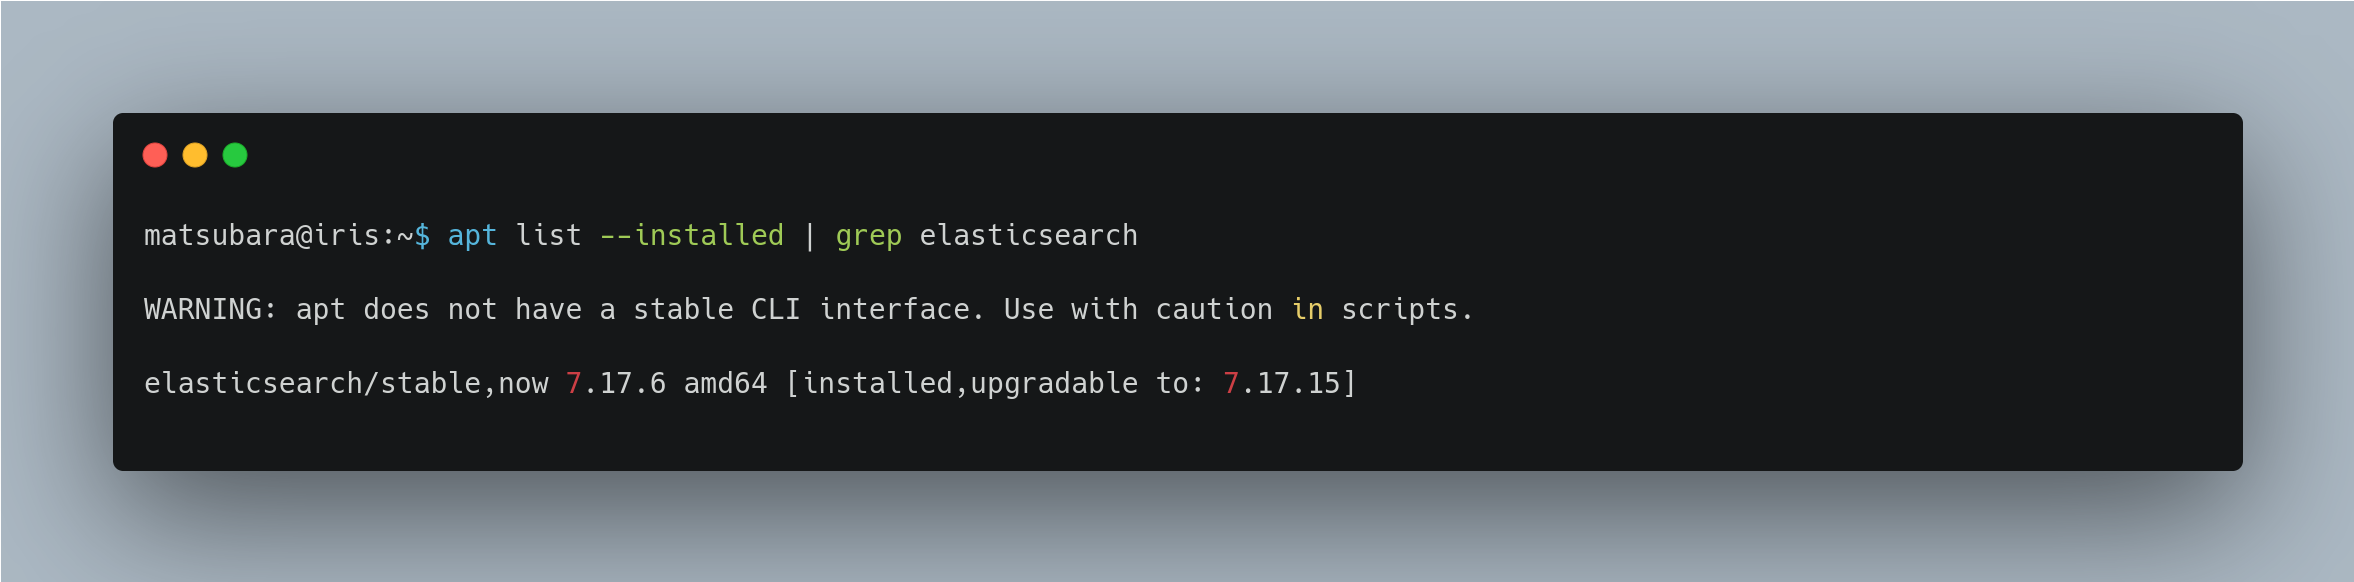 matsubara@iris:~$ apt list --installed | grep elasticsearch
WARNING: apt does not have a stable CLI interface. Use with caution in scripts.
elasticsearch/stable,now 7.17.6 amd64 [installed,upgradable to: 7.17.15]